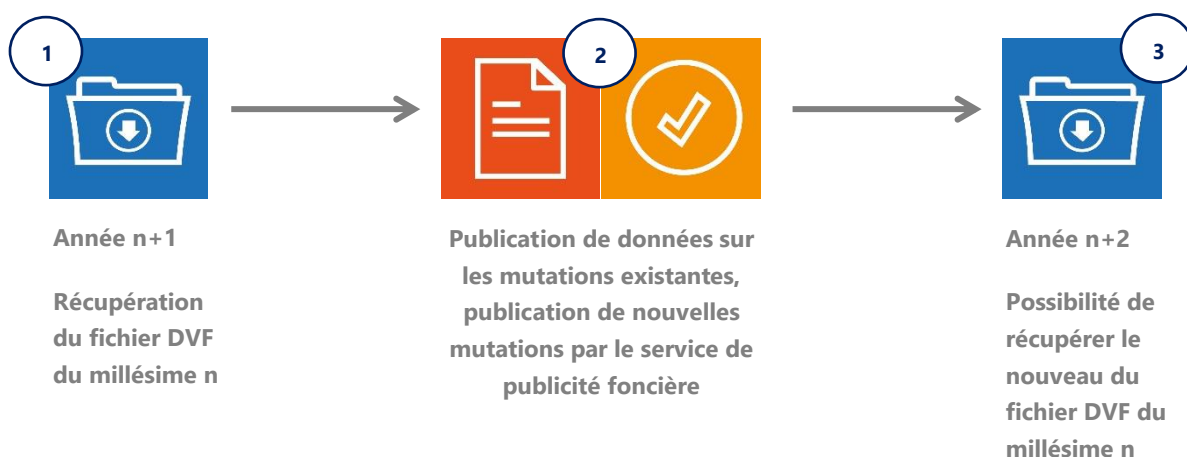 1
Année n+1
Récupération
du fichier DVF
du millésime n
2
Publication de données sur
les mutations existantes,
publication de nouvelles
mutations par le service de
publicité foncière
3
Année n+2
Possibilité de
récupérer le
nouveau du
fichier DVF du
millésime n